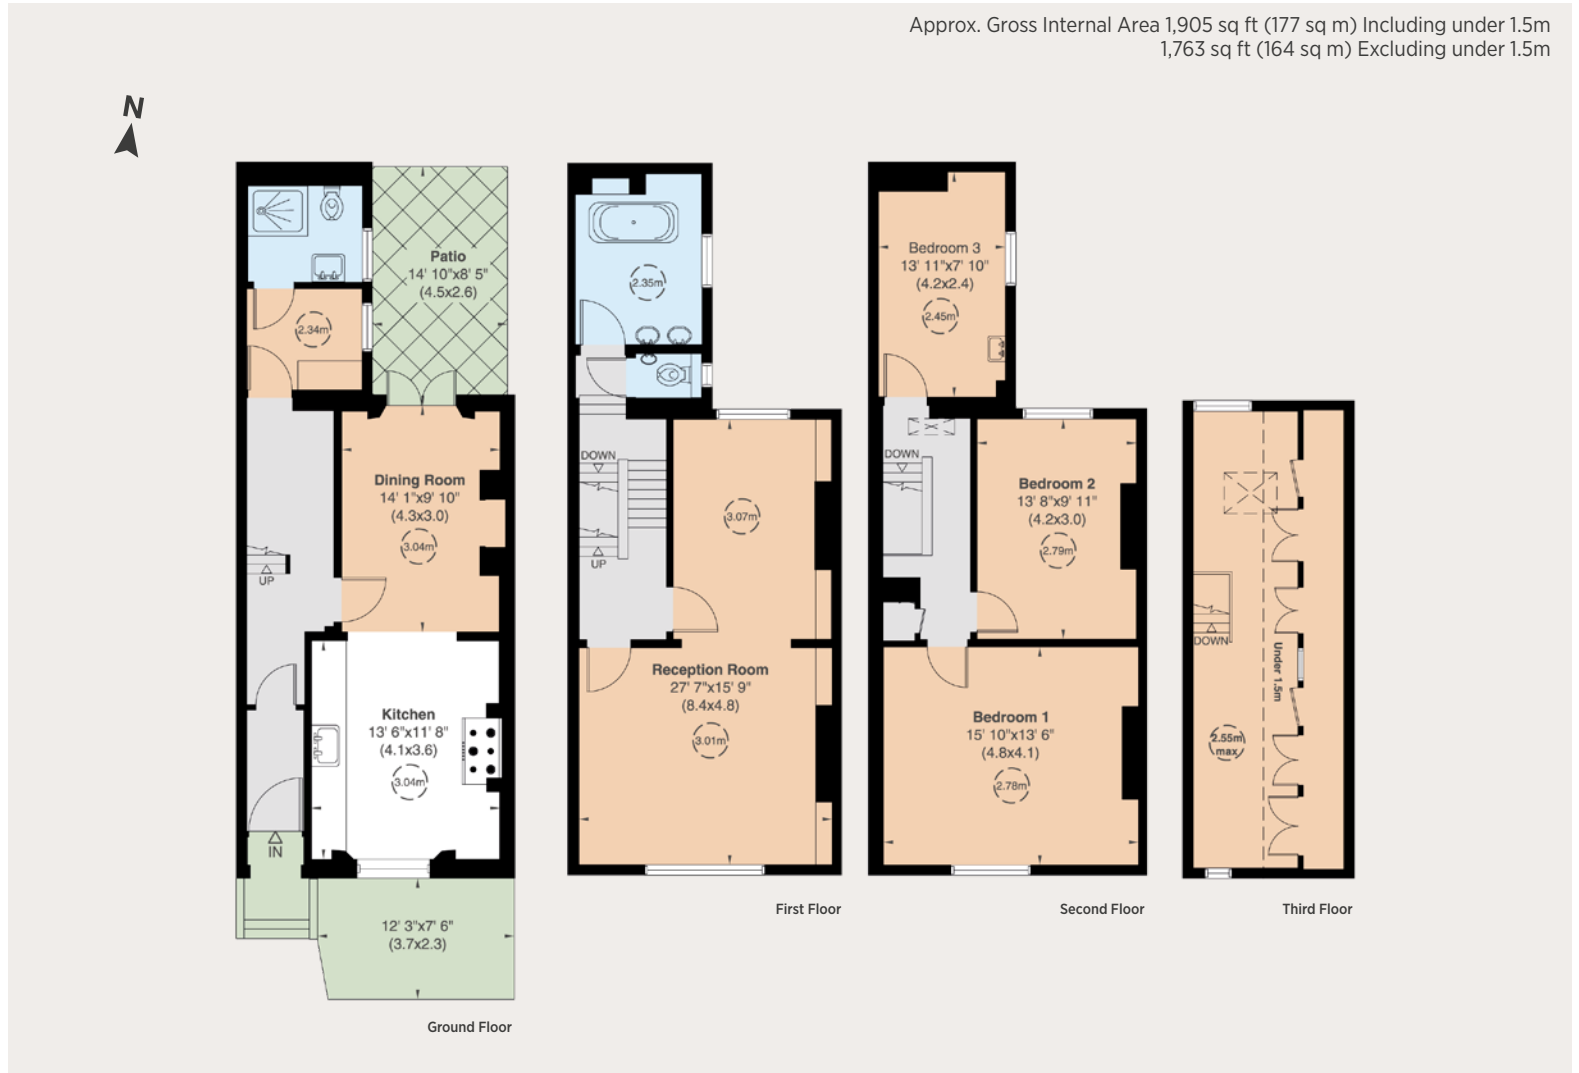 Approx. Gross Internal Area 1,905 sq ft (177 sq m) Including under 1.5m
1,763 sq ft (164 sq m) Excluding under 1.5m
N
Patio
14' 10"x8' 5"
(4.5x2.6)
2.34m
Dining Room
14' 1"x9' 10"
(4.3x3.0)
3.04m
UP
Kitchen
13' 6"x11' 8"
(4.1x3.6)
3.04m
IN
12' 3"x7' 6"
(3.7x2.3)
Ground Floor
2.35m
DOWN
3.07m
UP
Reception Room
27' 7"x15' 9"
(8.4x4.8)
3.01m
First Floor
Bedroom 3
13' 11"x7' 10"
(4.2x2.4)
2.45m
DOWN
Bedroom 2
13' 8"x9' 11"
(4.2x3.0)
2.79m
Bedroom 1
15' 10"x13' 6"
(4.8x4.1)
2.78m
Second Floor
DOWN
Under 1.5m
2.55m
max
Third Floor